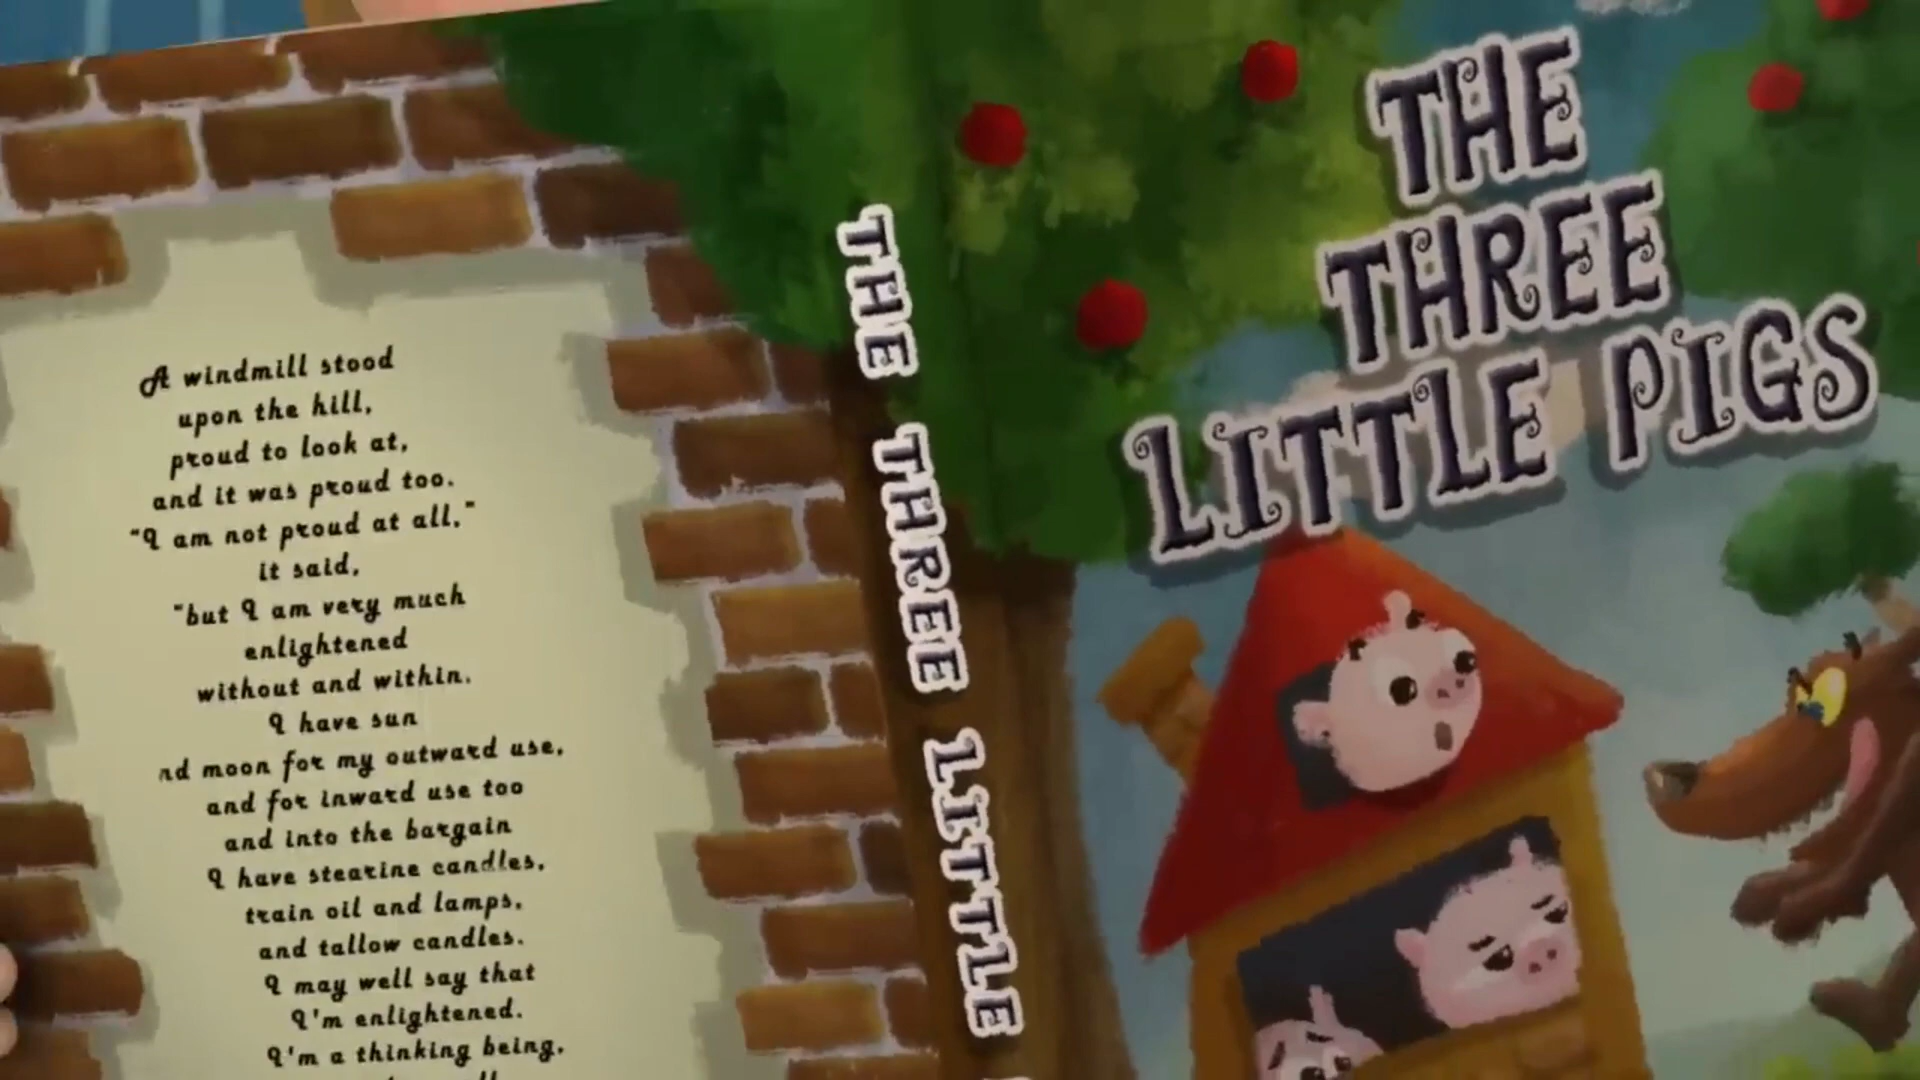 A windmill stood
upon the hill,
proud to look at,
and it was proud too.
"I am not proud at all,"
it said,
"but I am very much
enlightened
without and within.
I have sun
nd moon for my outward use,
and for inward use too
and into the bargain
I have stearine candles,
train oil and lamps,
and tallow candles.
I may well say that
I'm enlightened.
I'm a thinking being,
THE THREE LITTLE
THE
THREE
LITTLE PIGS